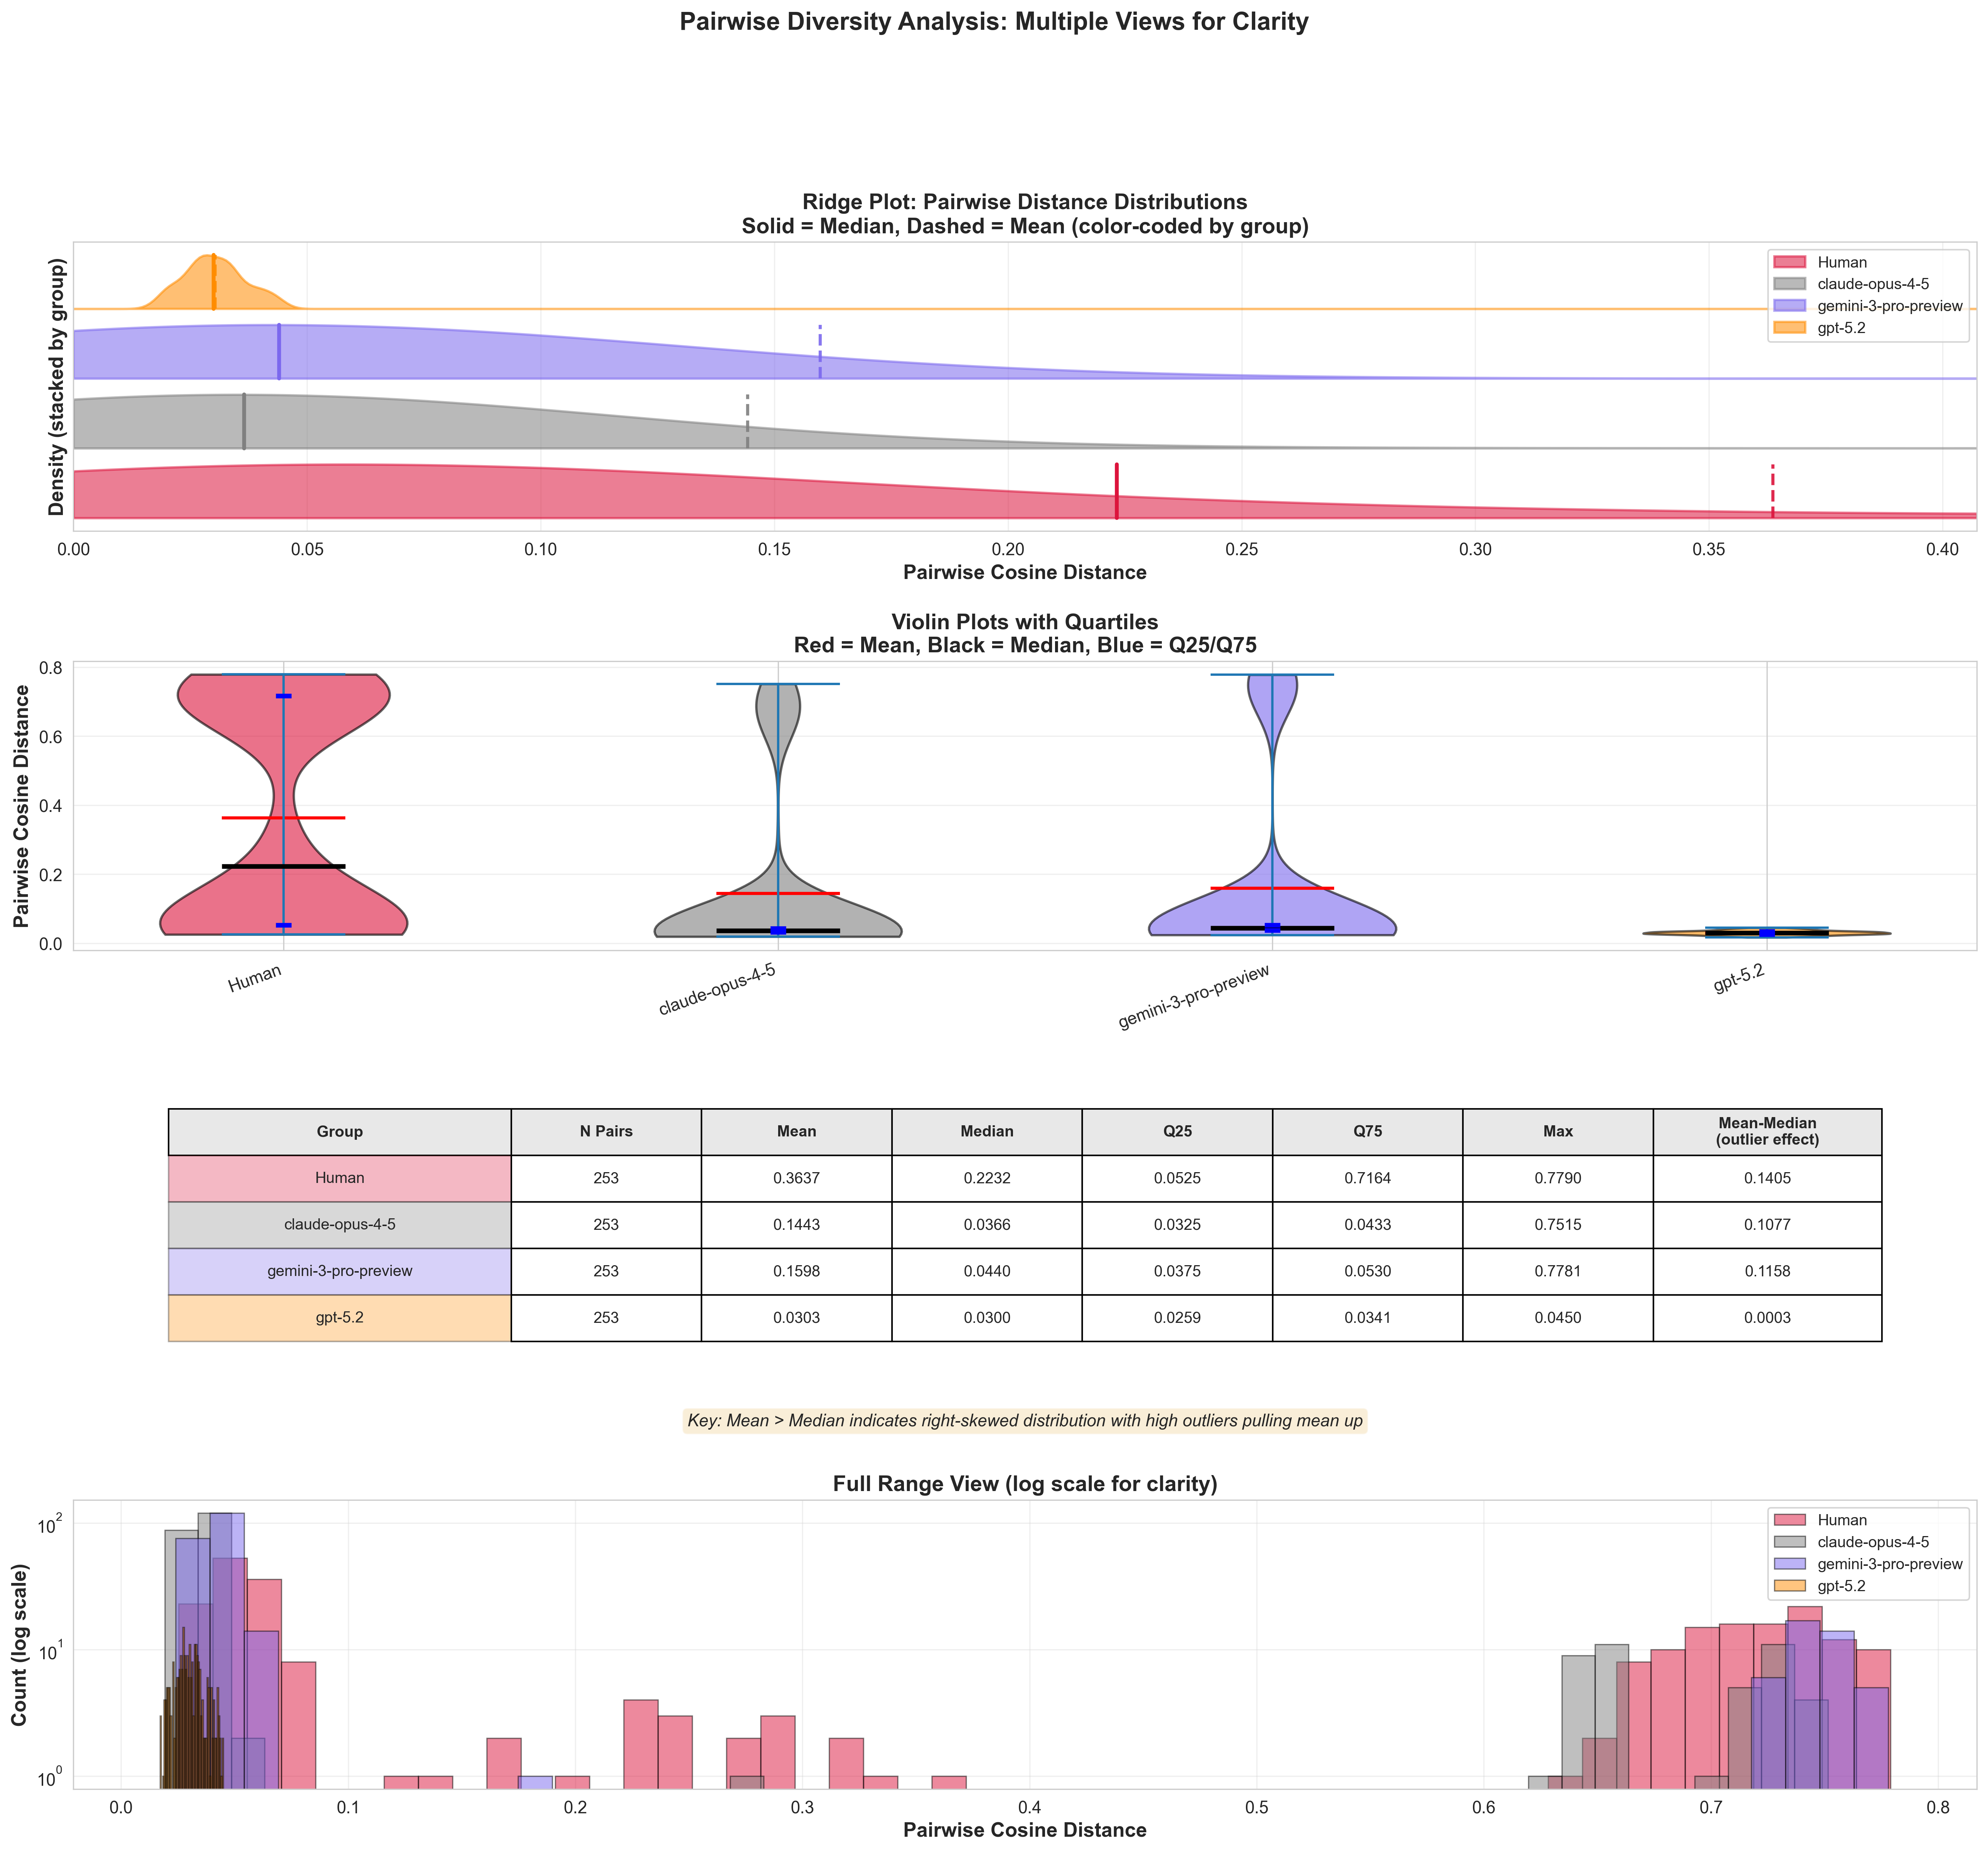 Pairwise Diversity Analysis: Multiple Views for Clarity
Ridge Plot: Pairwise Distance Distributions
Solid = Median, Dashed = Mean (color-coded by group)
Density (stacked by group)
Human
claude-opus-4-5
gemini-3-pro-preview
gpt-5.2
0.00 0.05 0.10 0.15 0.20 0.25 0.30 0.35 0.40
Pairwise Cosine Distance
Violin Plots with Quartiles
Red = Mean, Black = Median, Blue = Q25/Q75
Pairwise Cosine Distance
0.8
0.6
0.4
0.2
0.0
Human claude-opus-4-5 gemini-3-pro-preview gpt-5.2
Group N Pairs Mean Median Q25 Q75 Max Mean-Median
(outlier effect)
Human 253 0.3637 0.2232 0.0525 0.7164 0.7790 0.1405
claude-opus-4-5 253 0.1443 0.0366 0.0325 0.0433 0.7515 0.1077
gemini-3-pro-preview 253 0.1598 0.0440 0.0375 0.0530 0.7781 0.1158
gpt-5.2 253 0.0303 0.0300 0.0259 0.0341 0.0450 0.0003
Key: Mean > Median indicates right-skewed distribution with high outliers pulling mean up
Full Range View (log scale for clarity)
Count (log scale)
10²
10¹
10⁰
Human
claude-opus-4-5
gemini-3-pro-preview
gpt-5.2
0.0 0.1 0.2 0.3 0.4 0.5 0.6 0.7 0.8
Pairwise Cosine Distance